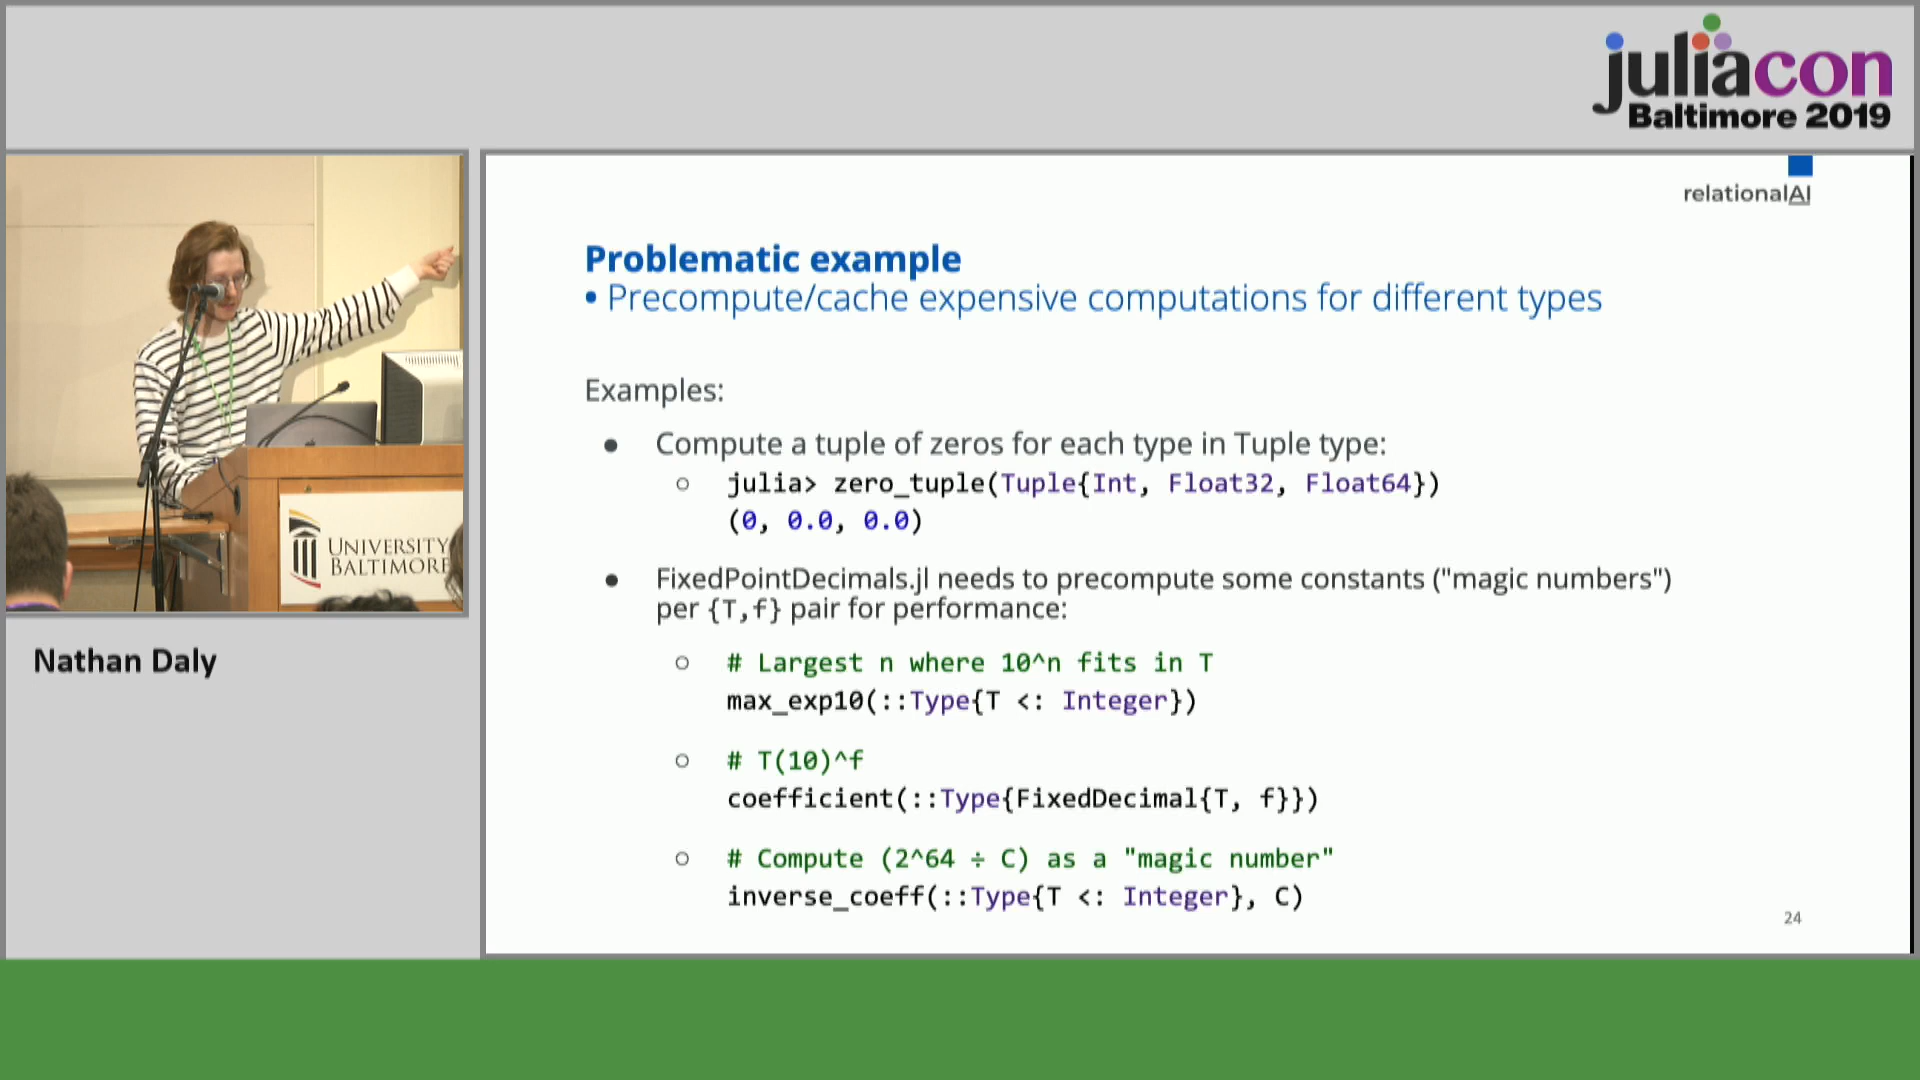 juliacon
Baltimore 2019
relationalAI
Problematic example
• Precompute/cache expensive computations for different types
Examples:
● Compute a tuple of zeros for each type in Tuple type:
○ julia> zero_tuple(Tuple{Int, Float32, Float64})
(0, 0.0, 0.0)
● FixedPointDecimals.jl needs to precompute some constants ("magic numbers")
per {T,f} pair for performance:
○ # Largest n where 10^n fits in T
max_exp10(::Type{T <: Integer})
○ # T(10)^f
coefficient(::Type{FixedDecimal{T, f}})
○ # Compute (2^64 ÷ C) as a "magic number"
inverse_coeff(::Type{T <: Integer}, C)
24
UNIVERSITY
BALTIMORE
Nathan Daly